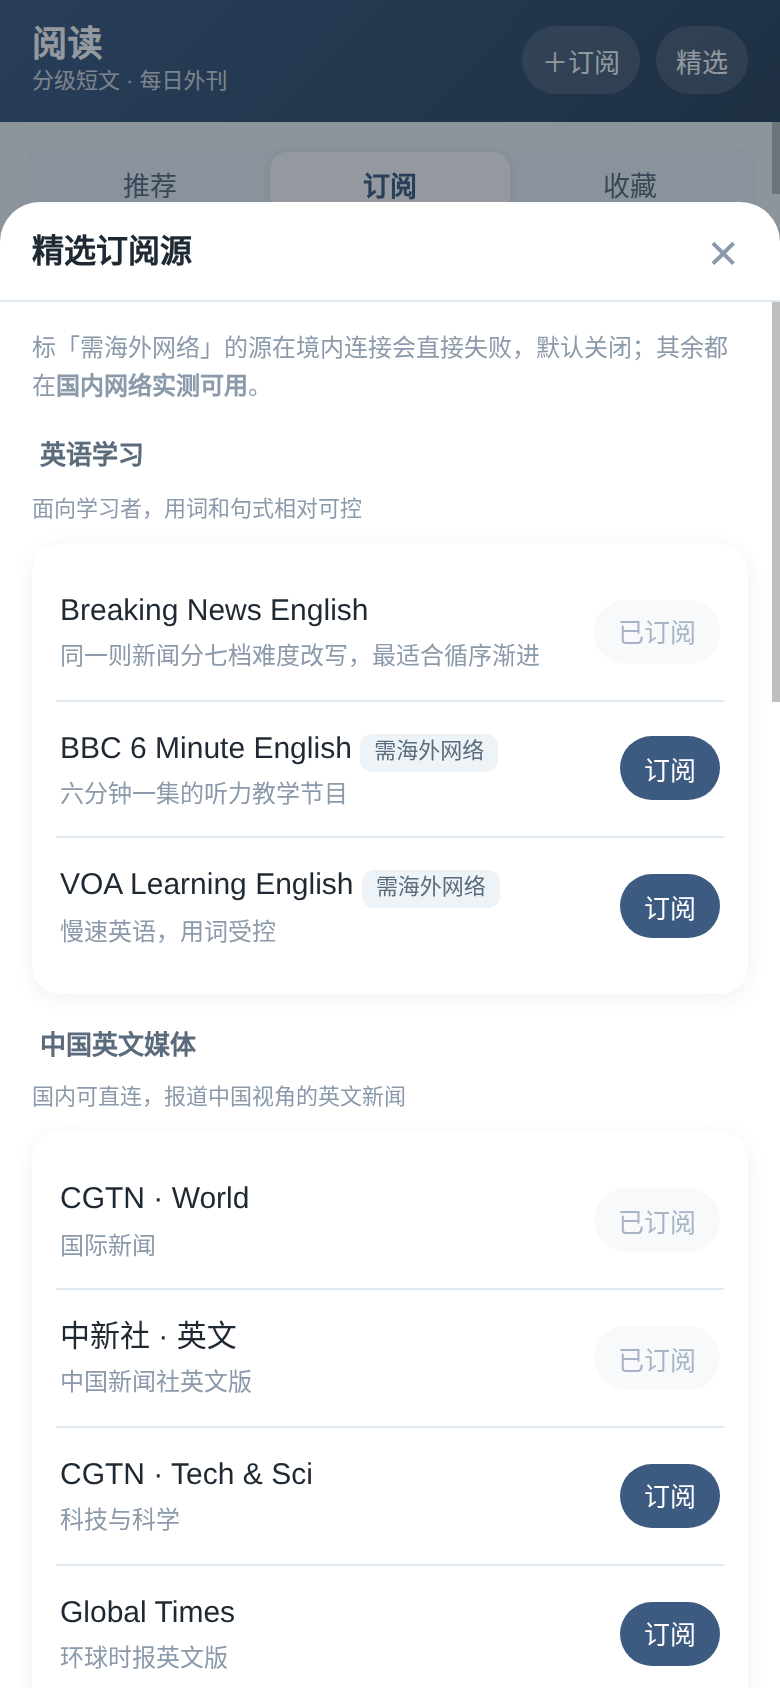 阅读
分级短文 · 每日外刊
＋订阅
精选
推荐
订阅
收藏
精选订阅源
✕
标「需海外网络」的源在境内连接会直接失败，默认关闭；其余都
在国内网络实测可用。
英语学习
面向学习者，用词和句式相对可控
Breaking News English
同一则新闻分七档难度改写，最适合循序渐进
已订阅
BBC 6 Minute English 需海外网络
六分钟一集的听力教学节目
订阅
VOA Learning English 需海外网络
慢速英语，用词受控
订阅
中国英文媒体
国内可直连，报道中国视角的英文新闻
CGTN · World
国际新闻
已订阅
中新社 · 英文
中国新闻社英文版
已订阅
CGTN · Tech & Sci
科技与科学
订阅
Global Times
环球时报英文版
订阅